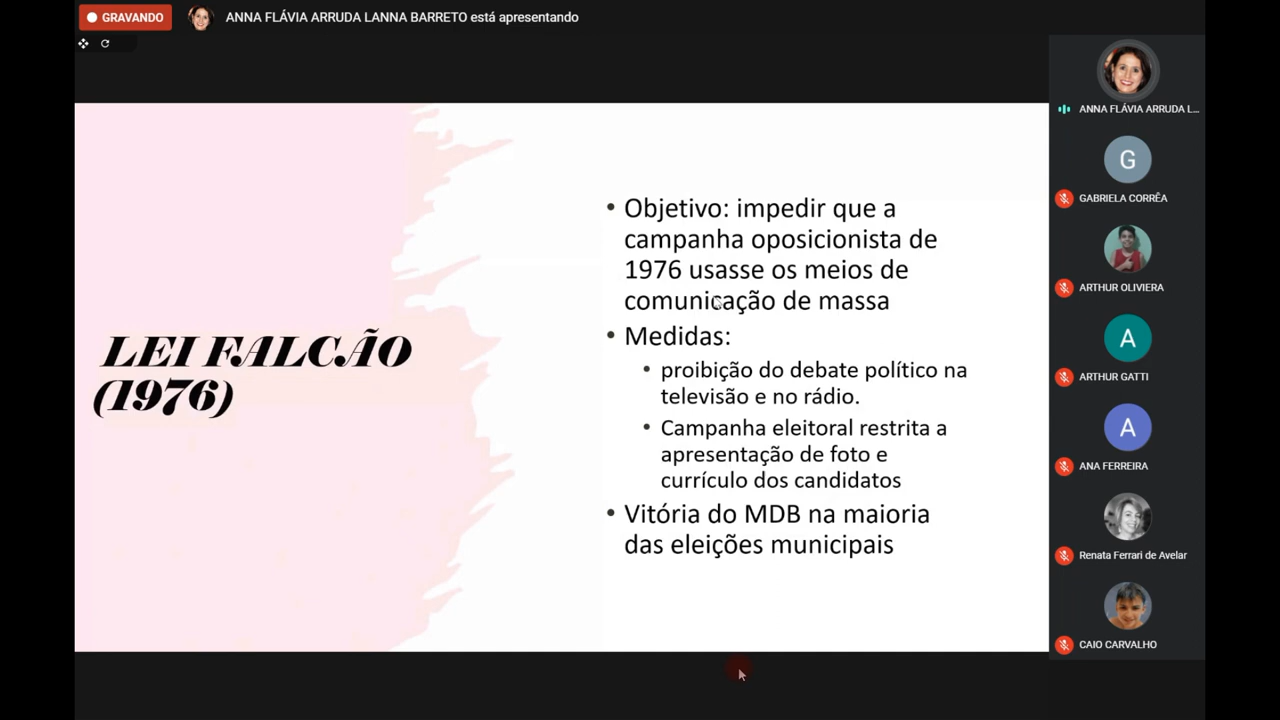 GRAVANDO
ANNA FLÁVIA ARRUDA LANNA BARRETO está apresentando
LEI FALCÃO
(1976)
• Objetivo: impedir que a
campanha oposicionista de
1976 usasse os meios de
comunicação de massa
• Medidas:
• proibição do debate político na
televisão e no rádio.
• Campanha eleitoral restrita a
apresentação de foto e
currículo dos candidatos
• Vitória do MDB na maioria
das eleições municipais
ANNA FLÁVIA ARRUDA L...
G
GABRIELA CORRÊA
ARTHUR OLIVIERA
A
ARTHUR GATTI
A
ANA FERREIRA
Renata Ferrari de Avelar
CAIO CARVALHO